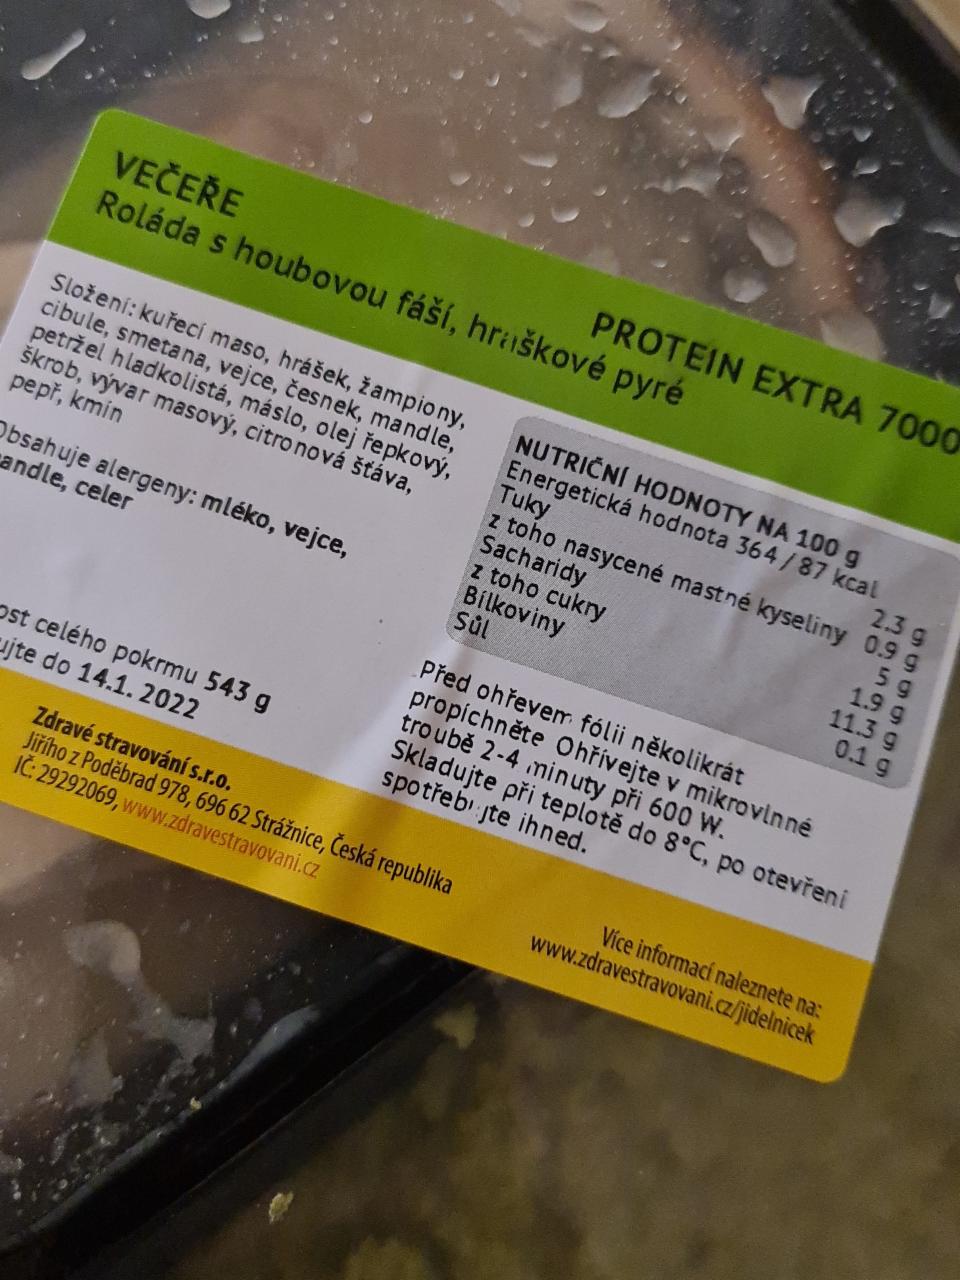 VEČEŘE
Roláda s houbovou fáší, hráškové pyré
PROTEIN EXTRA 7000
Složení: kuřecí maso, hrášek, žampiony,
cibule, smetana, vejce, česnek, mandle,
petržel hladkolistá, máslo, olej řepkový,
škrob, vývar masový, citronová šťáva,
pepř, kmín
Obsahuje alergeny: mléko, vejce,
andle, celer
ost celého pokrmu 543 g
ujte do 14.1. 2022
NUTRIČNÍ HODNOTY NA 100 g
Energetická hodnota 364 / 87 kcal
Tuky 2.3 g
z toho nasycené mastné kyseliny 0.9 g
Sacharidy 5 g
z toho cukry 1.9 g
Bílkoviny 11.3 g
Sůl 0.1 g
Před ohřevem fólii několikrát
propíchněte Ohřívejte v mikrovlnné
troubě 2-4 minuty při 600 W.
Skladujte při teplotě do 8°C, po otevření
spotřebujte ihned.
Zdravé stravování s.r.o.
Jiřího z Poděbrad 978, 696 62 Strážnice, Česká republika
IČ: 29292069, www.zdravestravovani.cz
Více informací naleznete na:
www.zdravestravovani.cz/jidelnicek